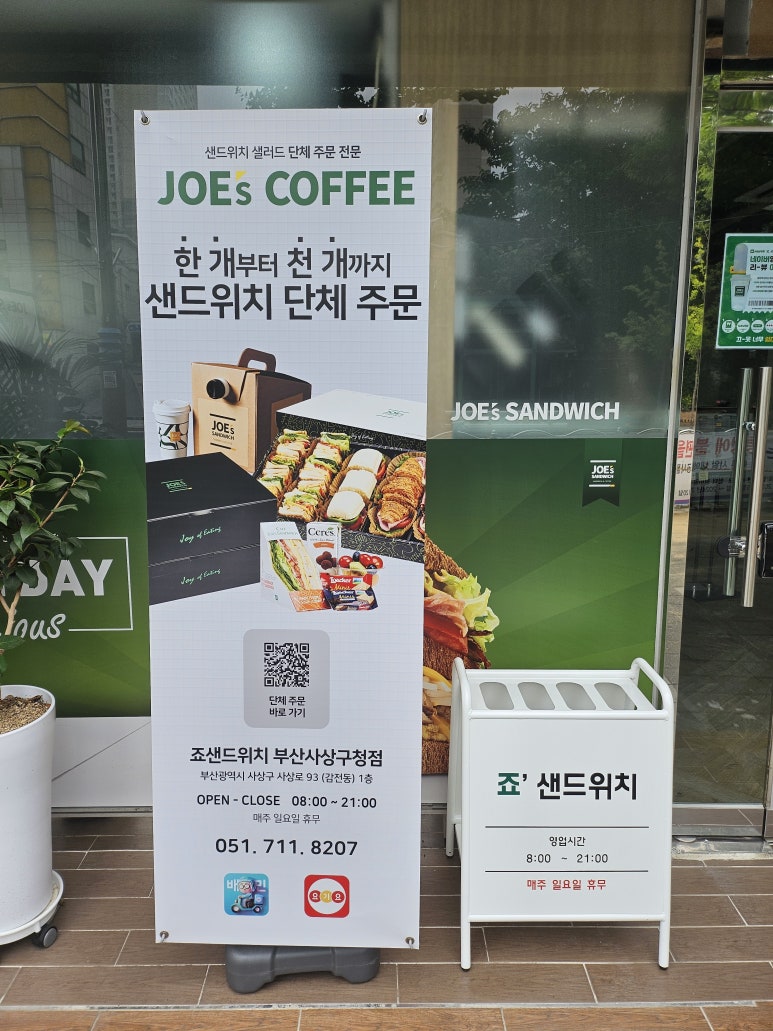 샌드위치 샐러드 단체 주문 전문
JOE's COFFEE
한 개부터 천 개까지
샌드위치 단체 주문
JOE's
SANDWICH
JOE's
Joy of Eating
Joy of Eating
Ceres
Loacker
단체 주문
바로 가기
죠샌드위치 부산사상구청점
부산광역시 사상구 사상로 93 (감전동) 1층
OPEN - CLOSE 08:00 ~ 21:00
매주 일요일 휴무
051. 711. 8207
요기요
JOE's SANDWICH
JOE's
SANDWICH
DAY
죠' 샌드위치
영업시간
8:00 ~ 21:00
매주 일요일 휴무